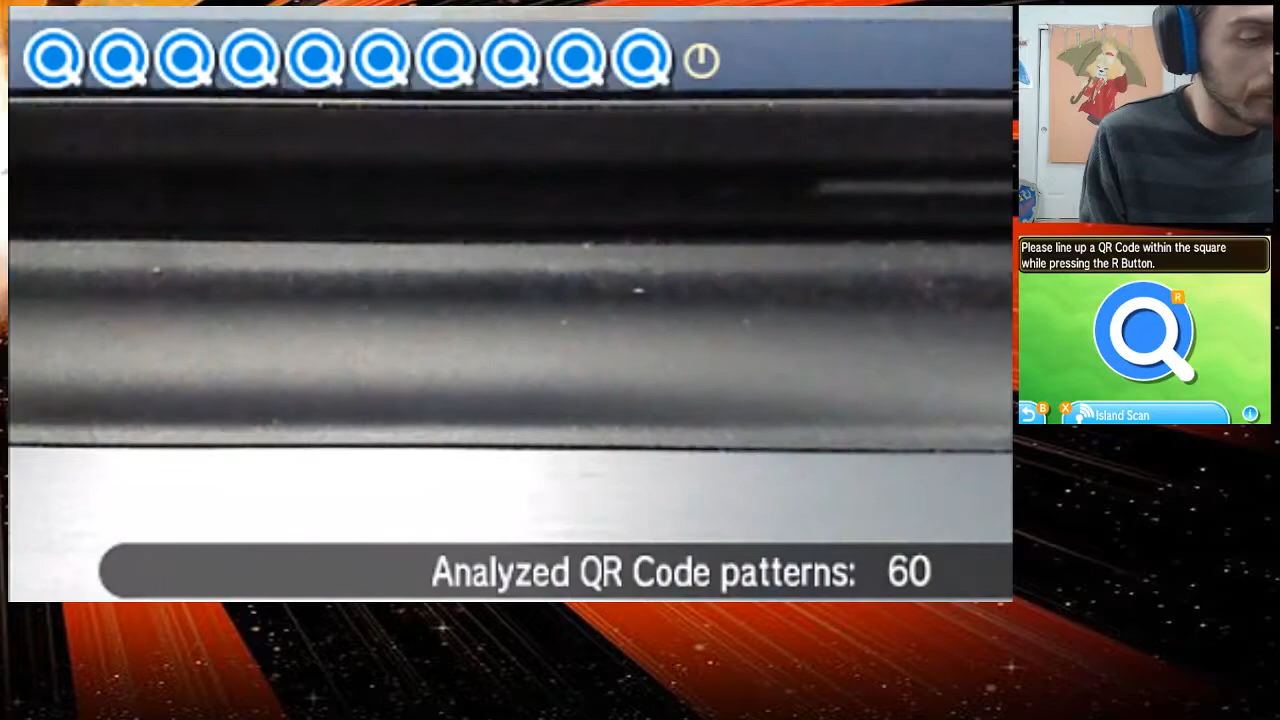 Analyzed QR Code patterns: 60
Please line up a QR Code within the square
while pressing the R Button.
R
B
X
Island Scan
i